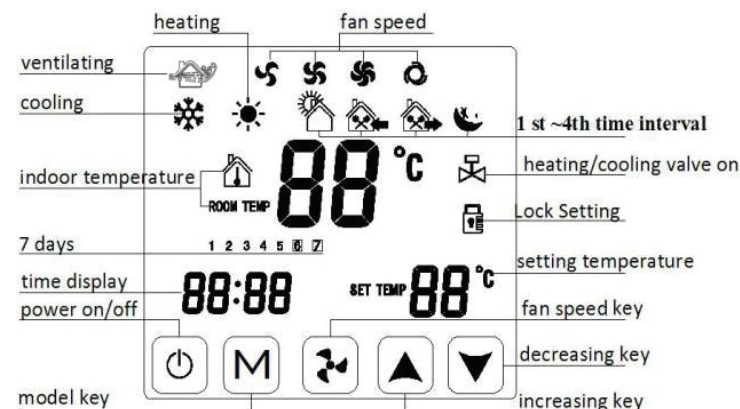 heating
fan speed
ventilating
cooling
1 st ~4th time interval
88 °C
heating/cooling valve on
indoor temperature
ROOM TEMP
Lock Setting
7 days
1 2 3 4 5 6 7
setting temperature
time display
88:88
SET TEMP 88 °C
power on/off
fan speed key
M
decreasing key
model key
increasing key